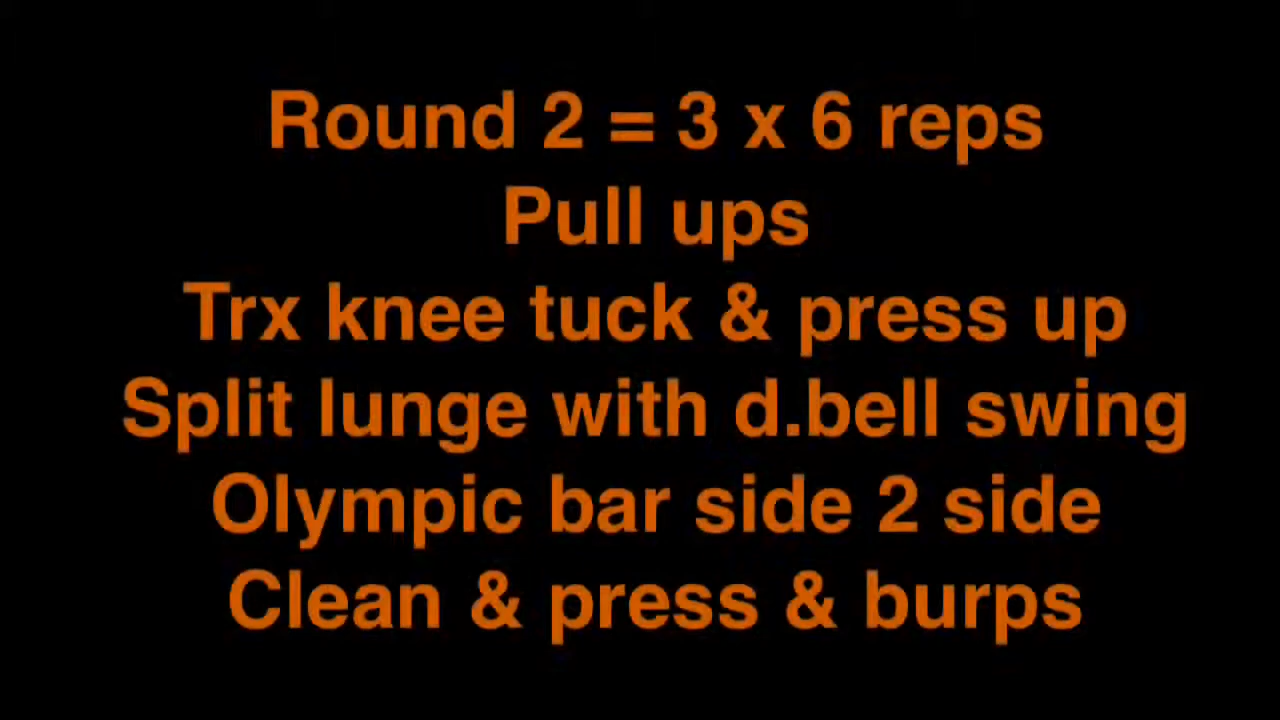 Round 2 = 3 x 6 reps
Pull ups
Trx knee tuck & press up
Split lunge with d.bell swing
Olympic bar side 2 side
Clean & press & burps